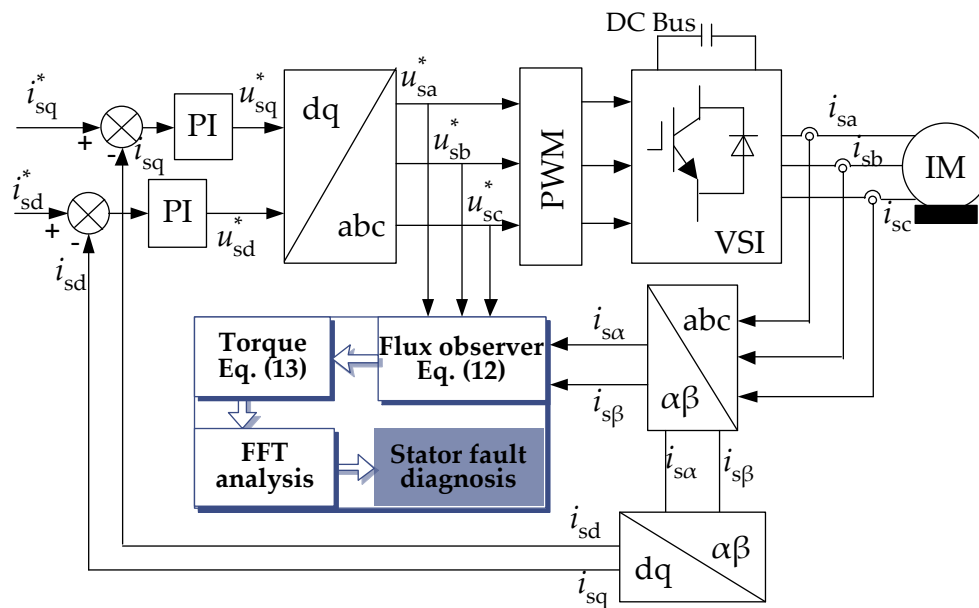 DC Bus
i*sq
+
-
isq
PI
u*sq
dq
abc
u*sa
u*sb
u*sc
PWM
VSI
isa
isb
isc
IM
i*sd
+
-
isd
PI
u*sd
Torque
Eq. (13)
Flux observer
Eq. (12)
FFT
analysis
Stator fault
diagnosis
isα
isβ
abc
αβ
isα
isβ
isd
isq
dq
αβ